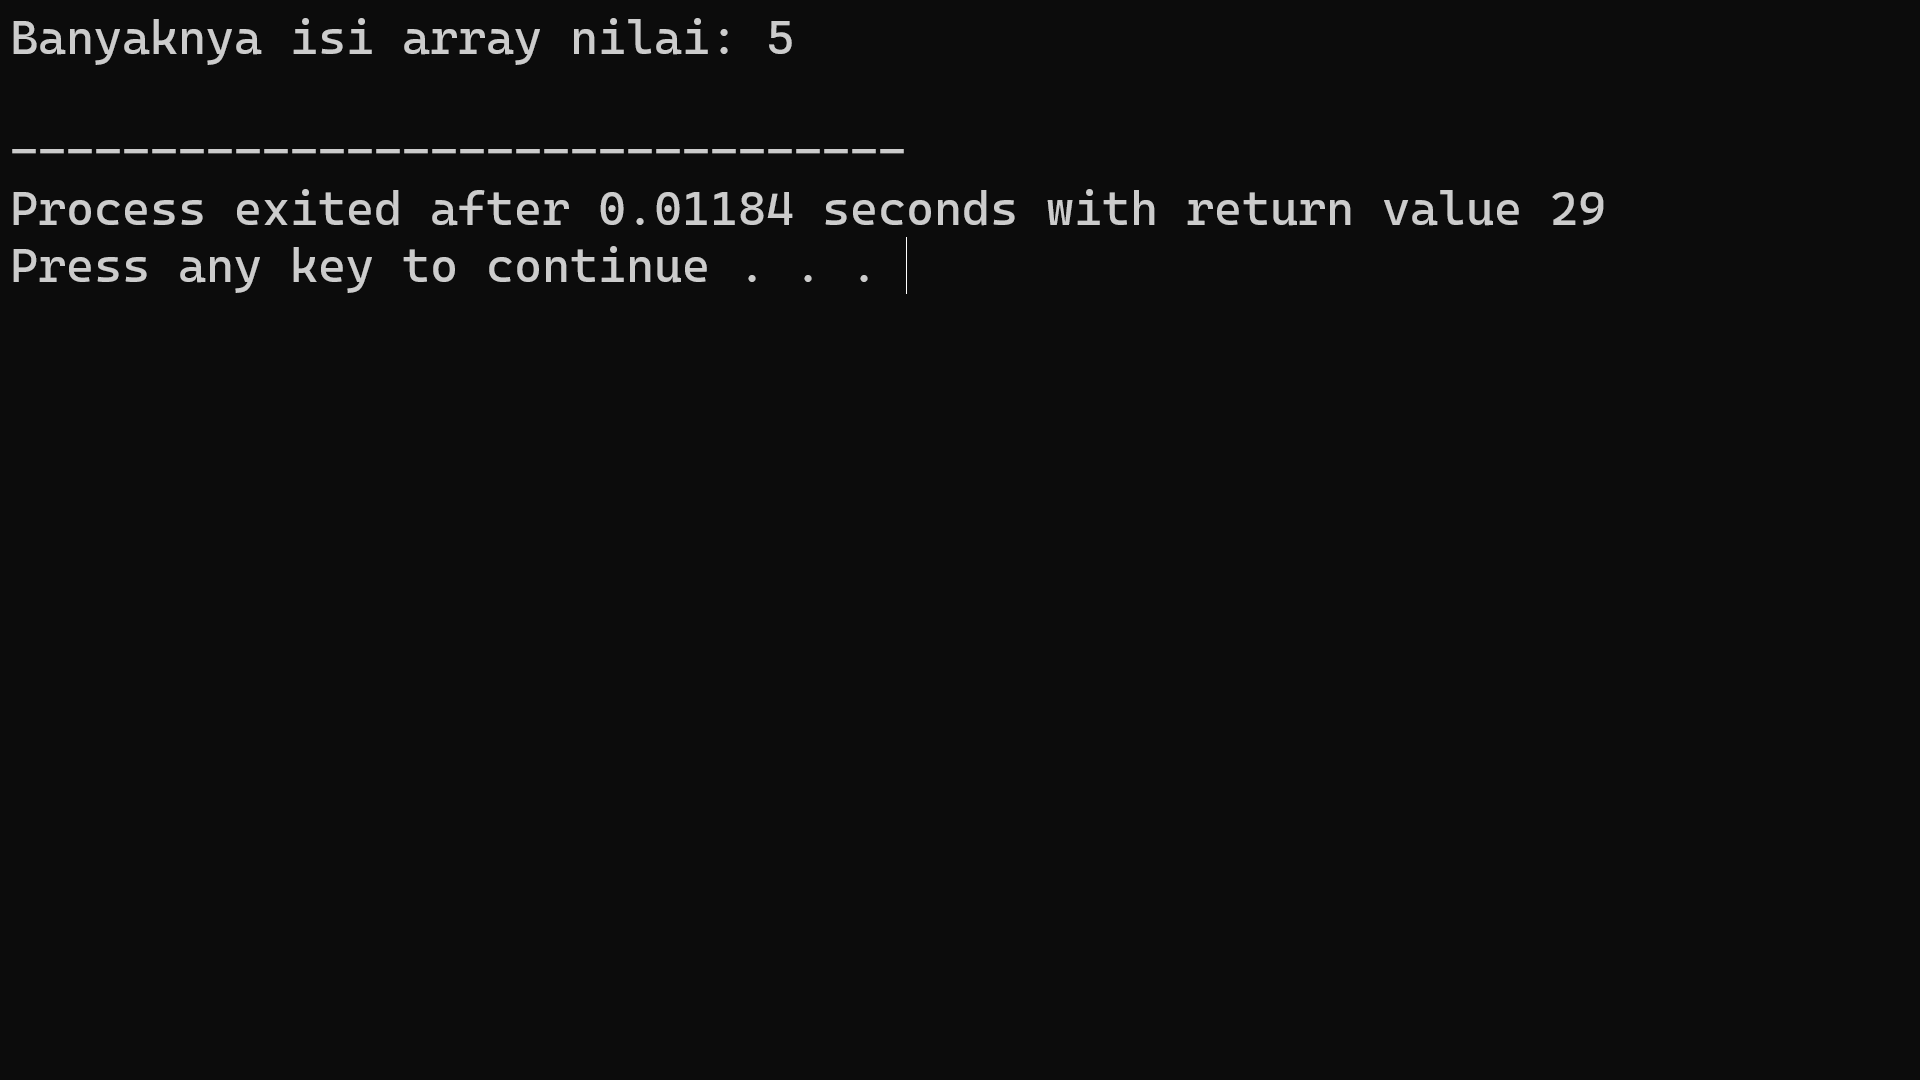 Banyaknya isi array nilai: 5
--------------------------------
Process exited after 0.01184 seconds with return value 29
Press any key to continue . . .